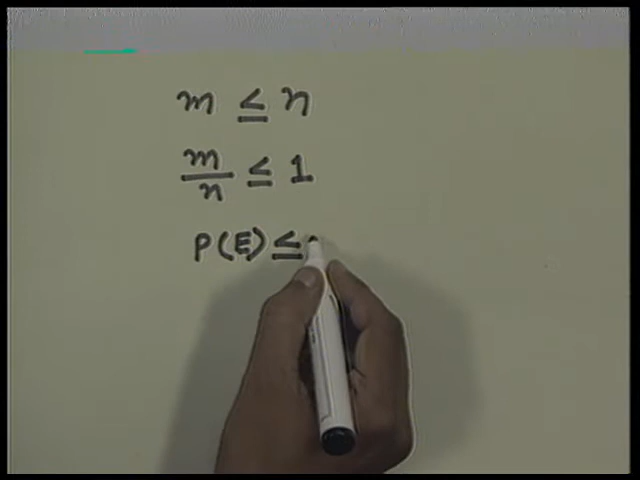 m ≤ n
m/n ≤ 1
P(E) ≤